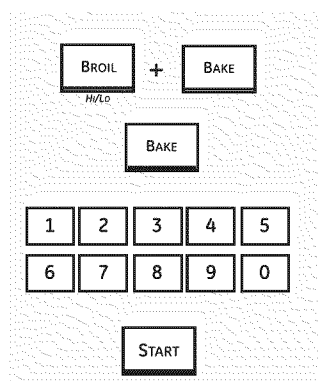 BROIL + BAKE
HI/LO
BAKE
1 2 3 4 5
6 7 8 9 0
START